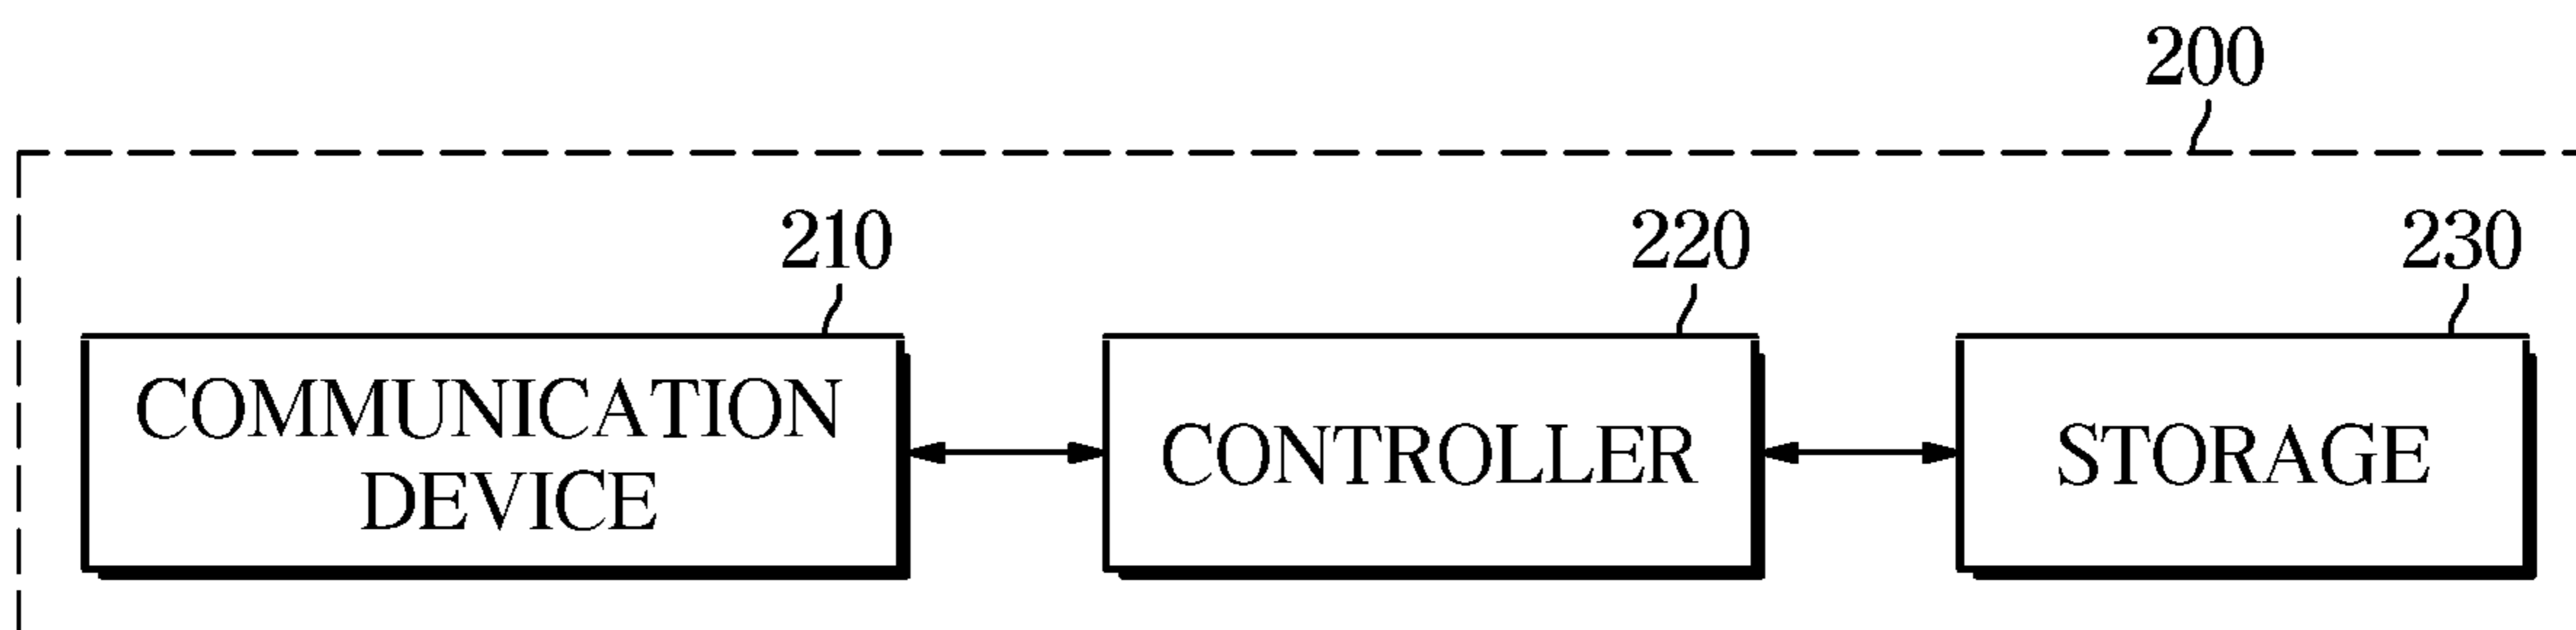 200
210
220
230
COMMUNICATION
DEVICE
CONTROLLER
STORAGE